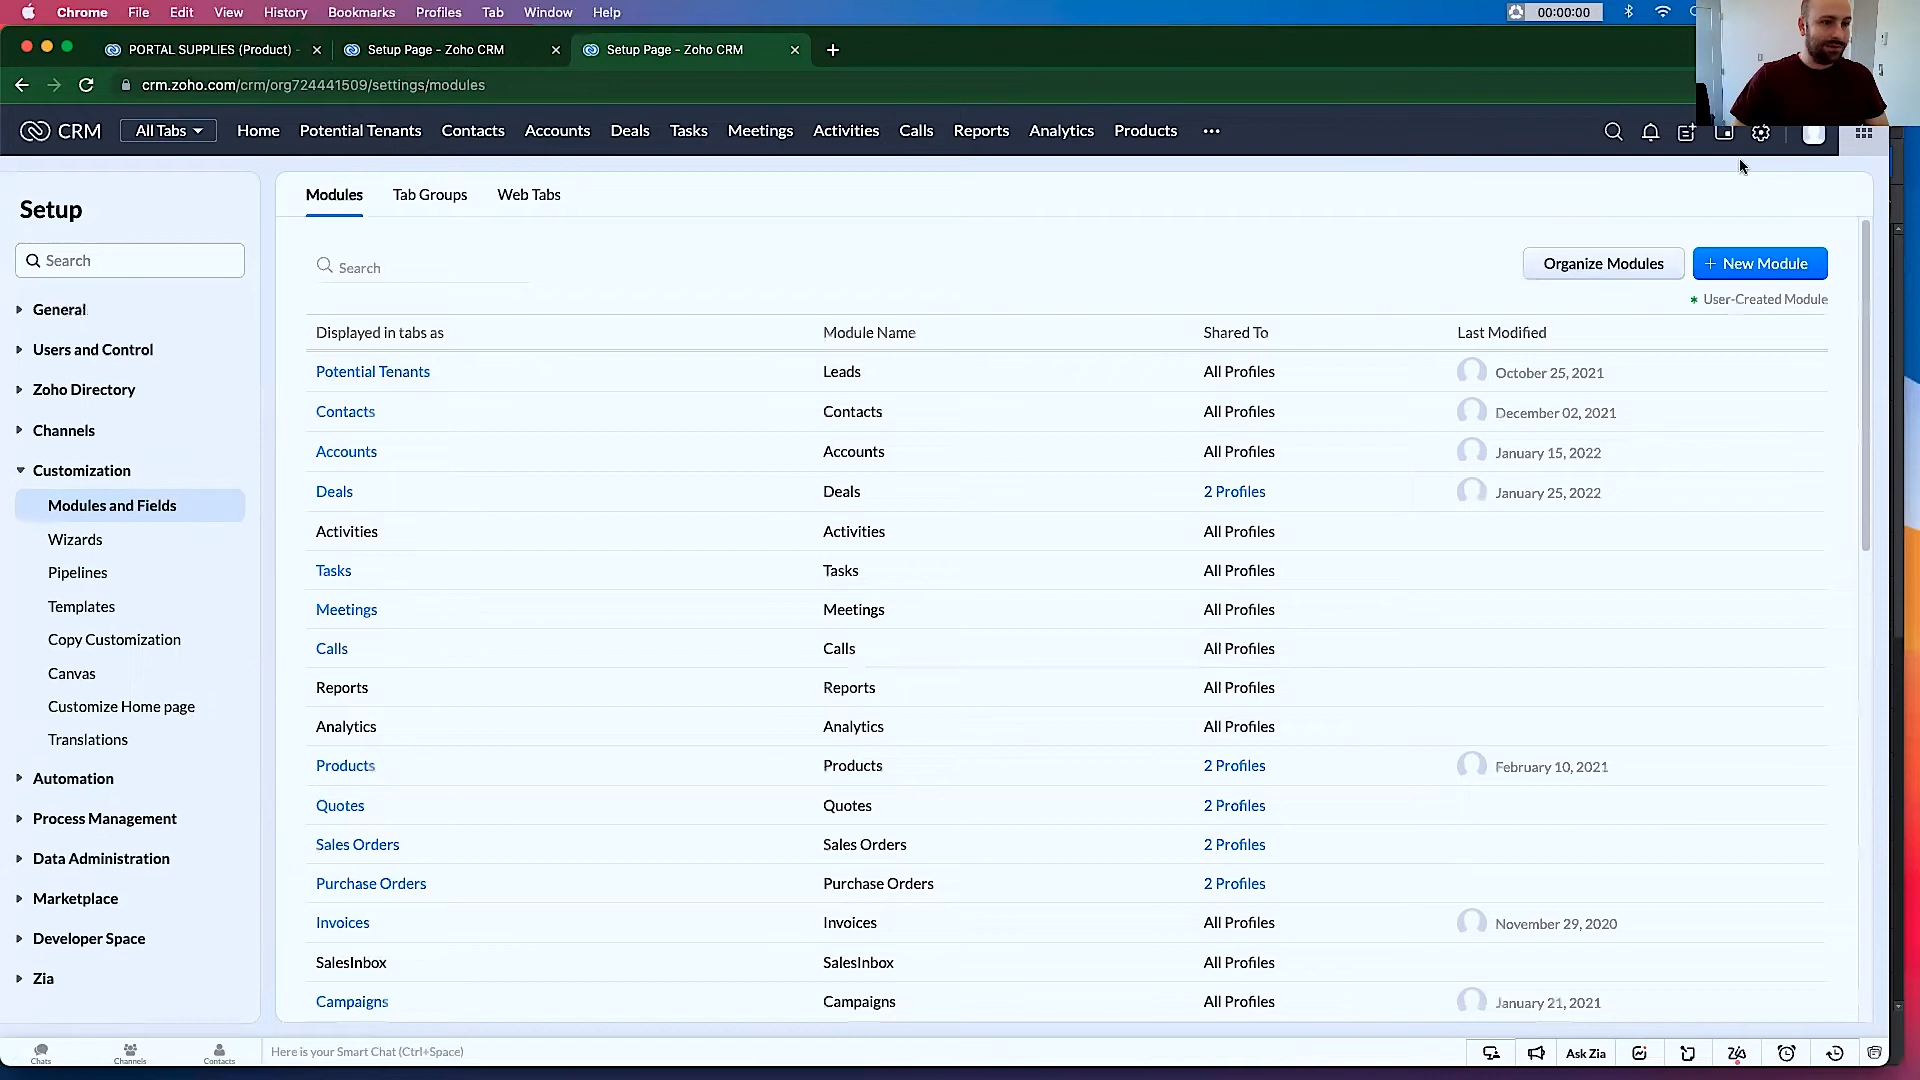 Chrome File Edit View History Bookmarks Profiles Tab Window Help 00:00:00
PORTAL SUPPLIES (Product) - Setup Page - Zoho CRM Setup Page - Zoho CRM
crm.zoho.com/crm/org724441509/settings/modules
CRM All Tabs Home Potential Tenants Contacts Accounts Deals Tasks Meetings Activities Calls Reports Analytics Products
Setup
Search
General
Users and Control
Zoho Directory
Channels
Customization
Modules and Fields
Wizards
Pipelines
Templates
Copy Customization
Canvas
Customize Home page
Translations
Automation
Process Management
Data Administration
Marketplace
Developer Space
Zia
Modules Tab Groups Web Tabs
Search
Organize Modules + New Module
* User-Created Module
Displayed in tabs as Module Name Shared To Last Modified
Potential Tenants Leads All Profiles October 25, 2021
Contacts Contacts All Profiles December 02, 2021
Accounts Accounts All Profiles January 15, 2022
Deals Deals 2 Profiles January 25, 2022
Activities Activities All Profiles
Tasks Tasks All Profiles
Meetings Meetings All Profiles
Calls Calls All Profiles
Reports Reports All Profiles
Analytics Analytics All Profiles
Products Products 2 Profiles February 10, 2021
Quotes Quotes 2 Profiles
Sales Orders Sales Orders 2 Profiles
Purchase Orders Purchase Orders 2 Profiles
Invoices Invoices All Profiles November 29, 2020
SalesInbox SalesInbox All Profiles
Campaigns Campaigns All Profiles January 21, 2021
Chats Channels Contacts Here is your Smart Chat (Ctrl+Space) Ask Zia